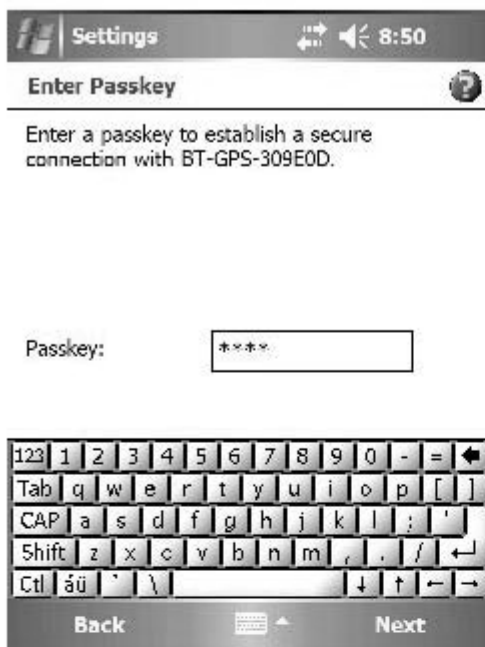 Settings 8:50
Enter Passkey ?
Enter a passkey to establish a secure
connection with BT-GPS-309E0D.
Passkey: ****
123 1 2 3 4 5 6 7 8 9 0 - = ←
Tab q w e r t y u i o p [ ]
CAP a s d f g h j k l ; '
Shift z x c v b n m , . / ↵
Ctl áü ` \ ↓ ↑ ← →
Back Next